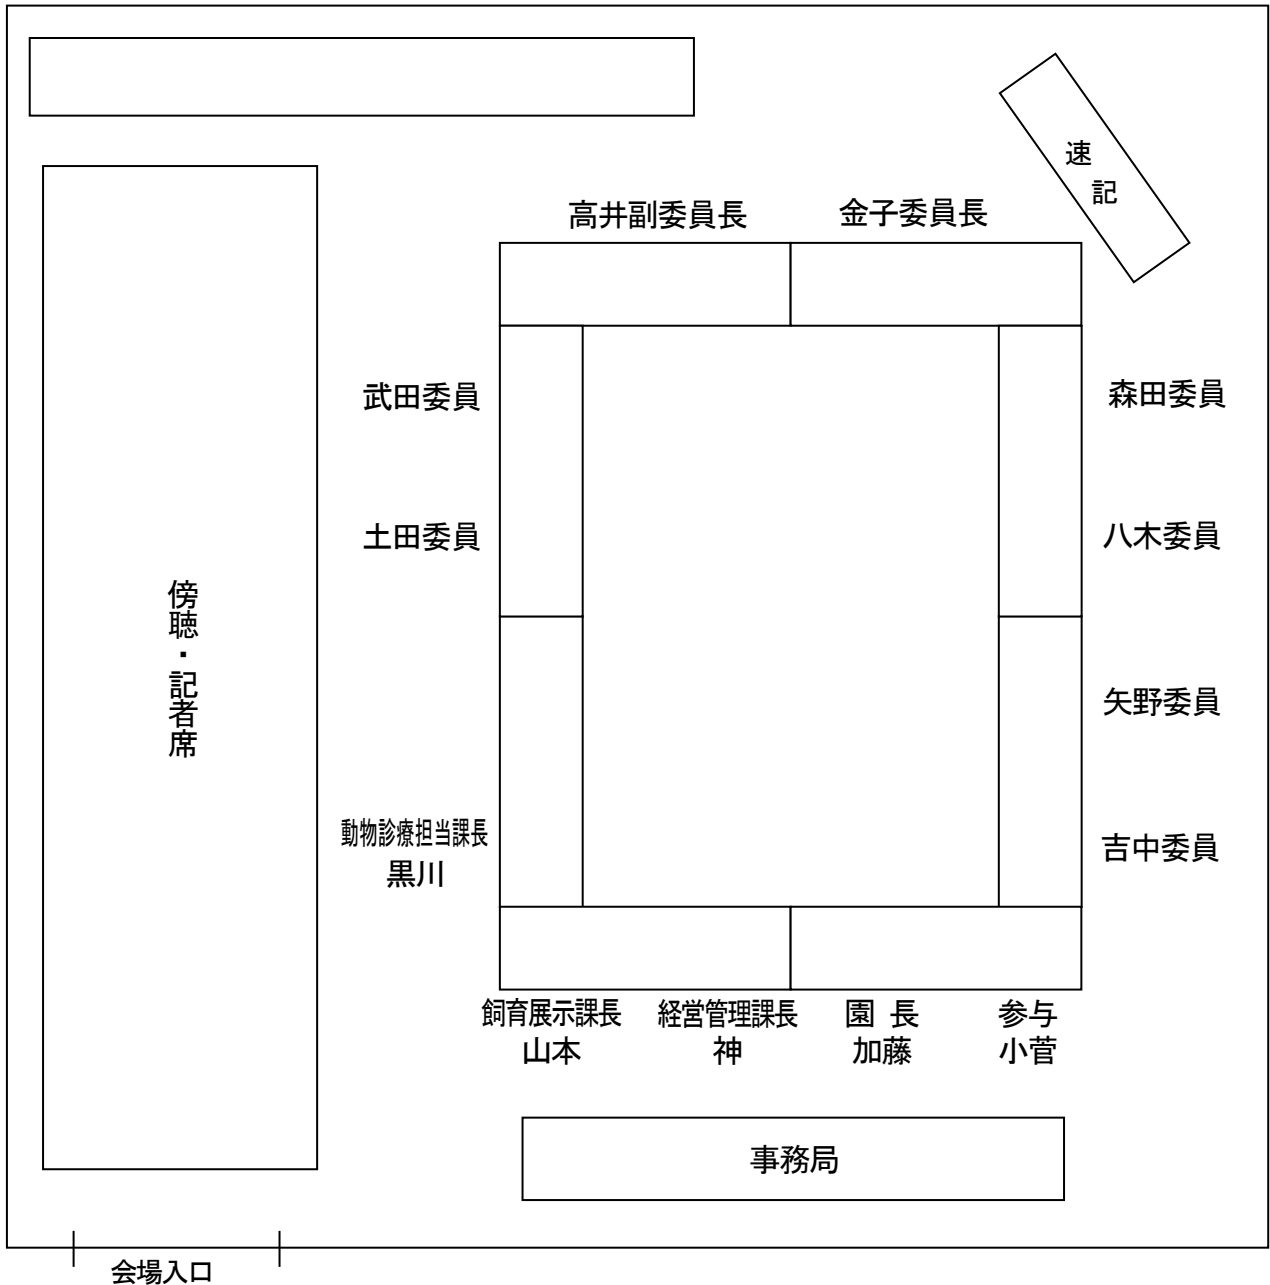 速
記
高井副委員長
金子委員長
武田委員
森田委員
土田委員
八木委員
傍聴・記者席
矢野委員
動物診療担当課長
黒川
吉中委員
飼育展示課長
山本
経営管理課長
神
園 長
加藤
参与
小菅
事務局
会場入口